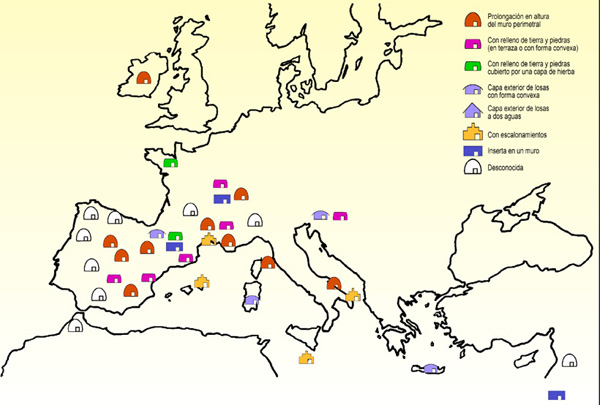 Prolongación en altura
del muro perimetral
Con relleno de tierra y piedras
(en terraza o con forma convexa)
Con relleno de tierra y piedras
cubierto por una capa de hierba
Capa exterior de losas
con forma convexa
Capa exterior de losas
a dos aguas
Con escalonamientos
Inserta en un muro
Desconocida